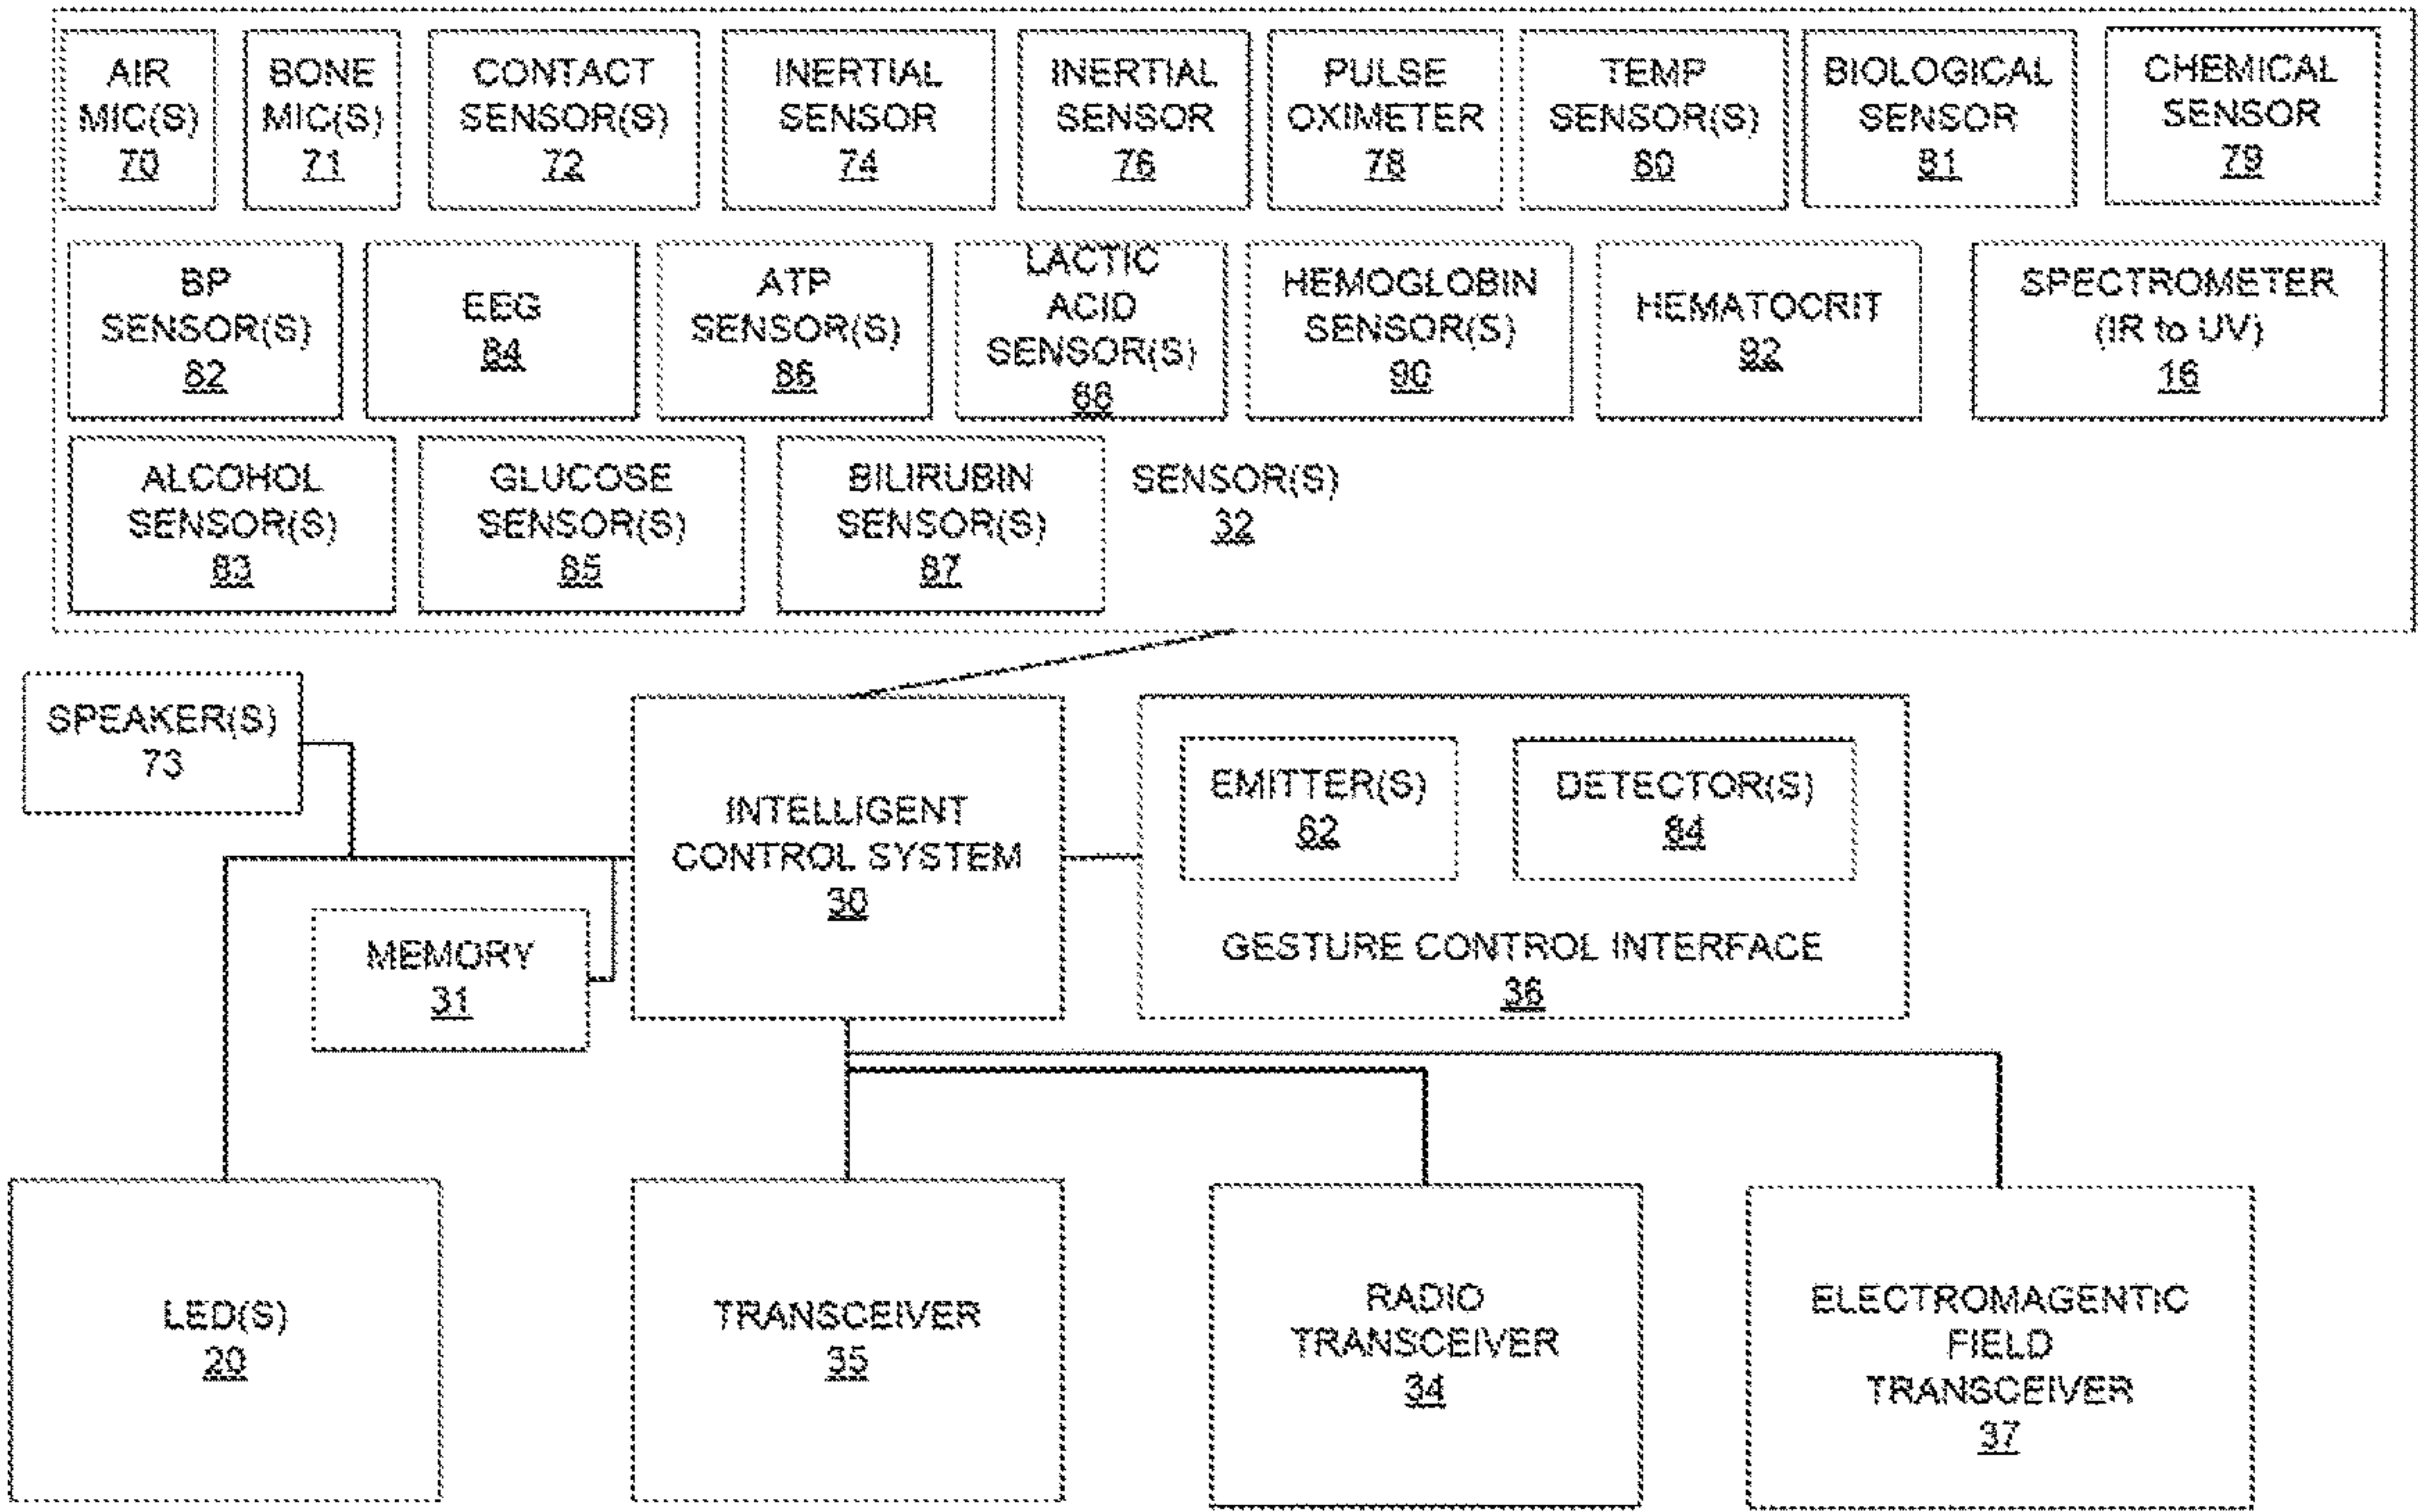 AIR
MIC(S)
70
BONE
MIC(S)
71
CONTACT
SENSOR(S)
72
INERTIAL
SENSOR
74
INERTIAL
SENSOR
76
PULSE
OXIMETER
78
TEMP
SENSOR(S)
80
BIOLOGICAL
SENSOR
81
CHEMICAL
SENSOR
79
BP
SENSOR(S)
82
EEG
84
ATP
SENSOR(S)
86
LACTIC
ACID
SENSOR(S)
88
HEMOGLOBIN
SENSOR(S)
90
HEMATOCRIT
92
SPECTROMETER
(IR to UV)
16
ALCOHOL
SENSOR(S)
83
GLUCOSE
SENSOR(S)
85
BILIRUBIN
SENSOR(S)
87
SENSOR(S)
32
SPEAKER(S)
73
INTELLIGENT
CONTROL SYSTEM
30
EMITTER(S)
62
DETECTOR(S)
64
GESTURE CONTROL INTERFACE
36
MEMORY
31
LED(S)
20
TRANSCEIVER
35
RADIO
TRANSCEIVER
34
ELECTROMAGENTIC
FIELD
TRANSCEIVER
37